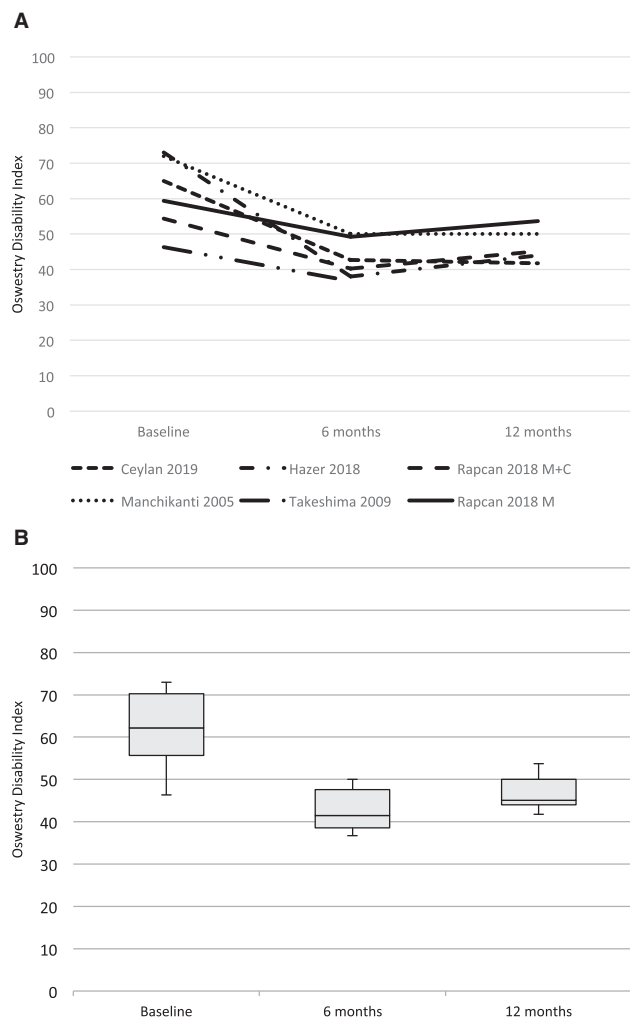 A
100
90
80
70
60
50
40
30
20
10
0
Oswestry Disability Index
Baseline 6 months 12 months
Ceylan 2019 Hazer 2018 Rapcan 2018 M+C
Manchikanti 2005 Takeshima 2009 Rapcan 2018 M
B
100
90
80
70
60
50
40
30
20
10
0
Oswestry Disability Index
Baseline 6 months 12 months